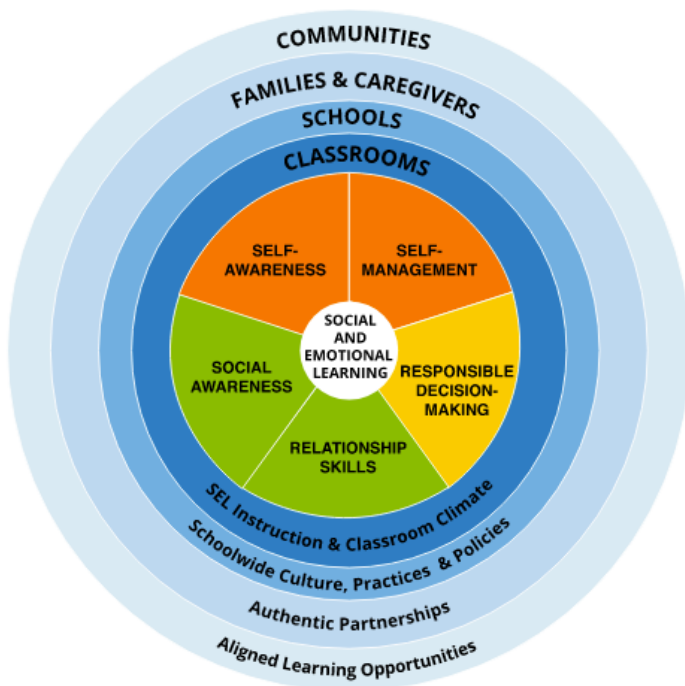 COMMUNITIES
FAMILIES & CAREGIVERS
SCHOOLS
CLASSROOMS
SELF-
AWARENESS
SELF-
MANAGEMENT
SOCIAL
AND
EMOTIONAL
LEARNING
SOCIAL
AWARENESS
RESPONSIBLE
DECISION-
MAKING
RELATIONSHIP
SKILLS
SEL Instruction & Classroom Climate
Schoolwide Culture, Practices & Policies
Authentic Partnerships
Aligned Learning Opportunities